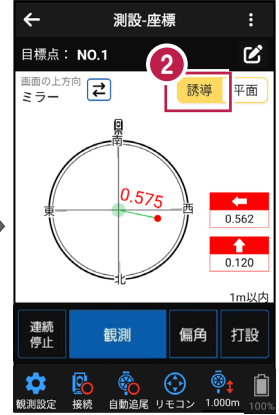 測設-座標
目標点： NO.1
2
画面の上方向
ミラー
誘導
平面
南
0.575
東
西
0.562
0.120
北
1m以内
連続
停止
観測
偏角
打設
観測設定
接続
自動追尾
リモコン
1.000m
100%